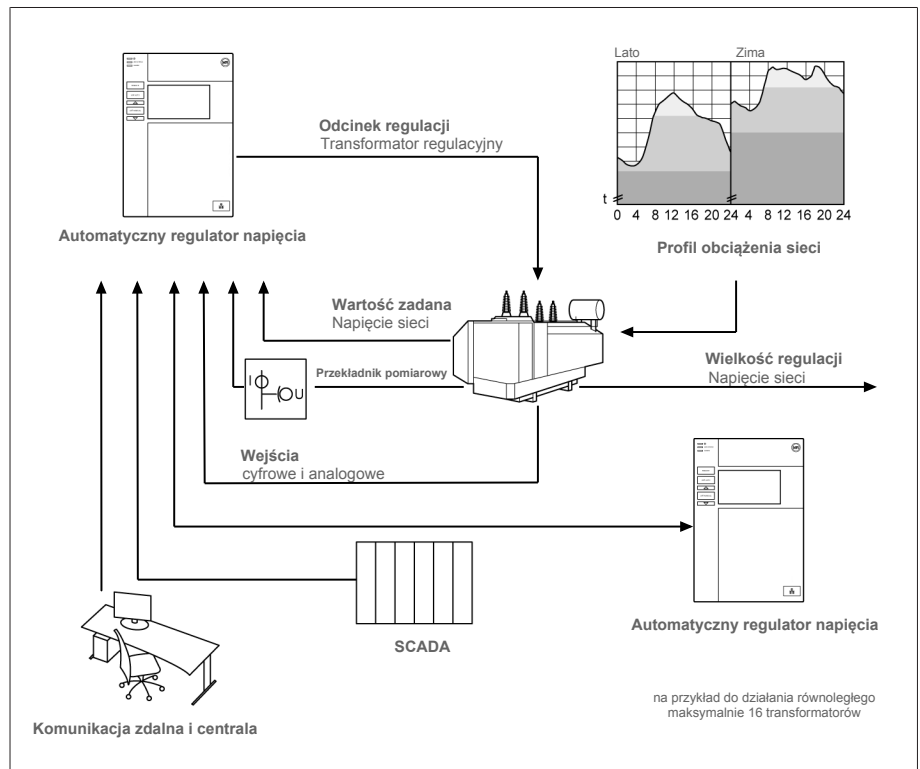 Lato
Zima
t
0 4 8 12 16 20 24 4 8 12 16 20 24
Profil obciążenia sieci
Odcinek regulacji
Transformator regulacyjny
Automatyczny regulator napięcia
Wartość zadana
Napięcie sieci
Przekładnik pomiarowy
I
U
Wielkość regulacji
Napięcie sieci
Wejścia
cyfrowe i analogowe
SCADA
Automatyczny regulator napięcia
Komunikacja zdalna i centrala
na przykład do działania równoległego
maksymalnie 16 transformatorów